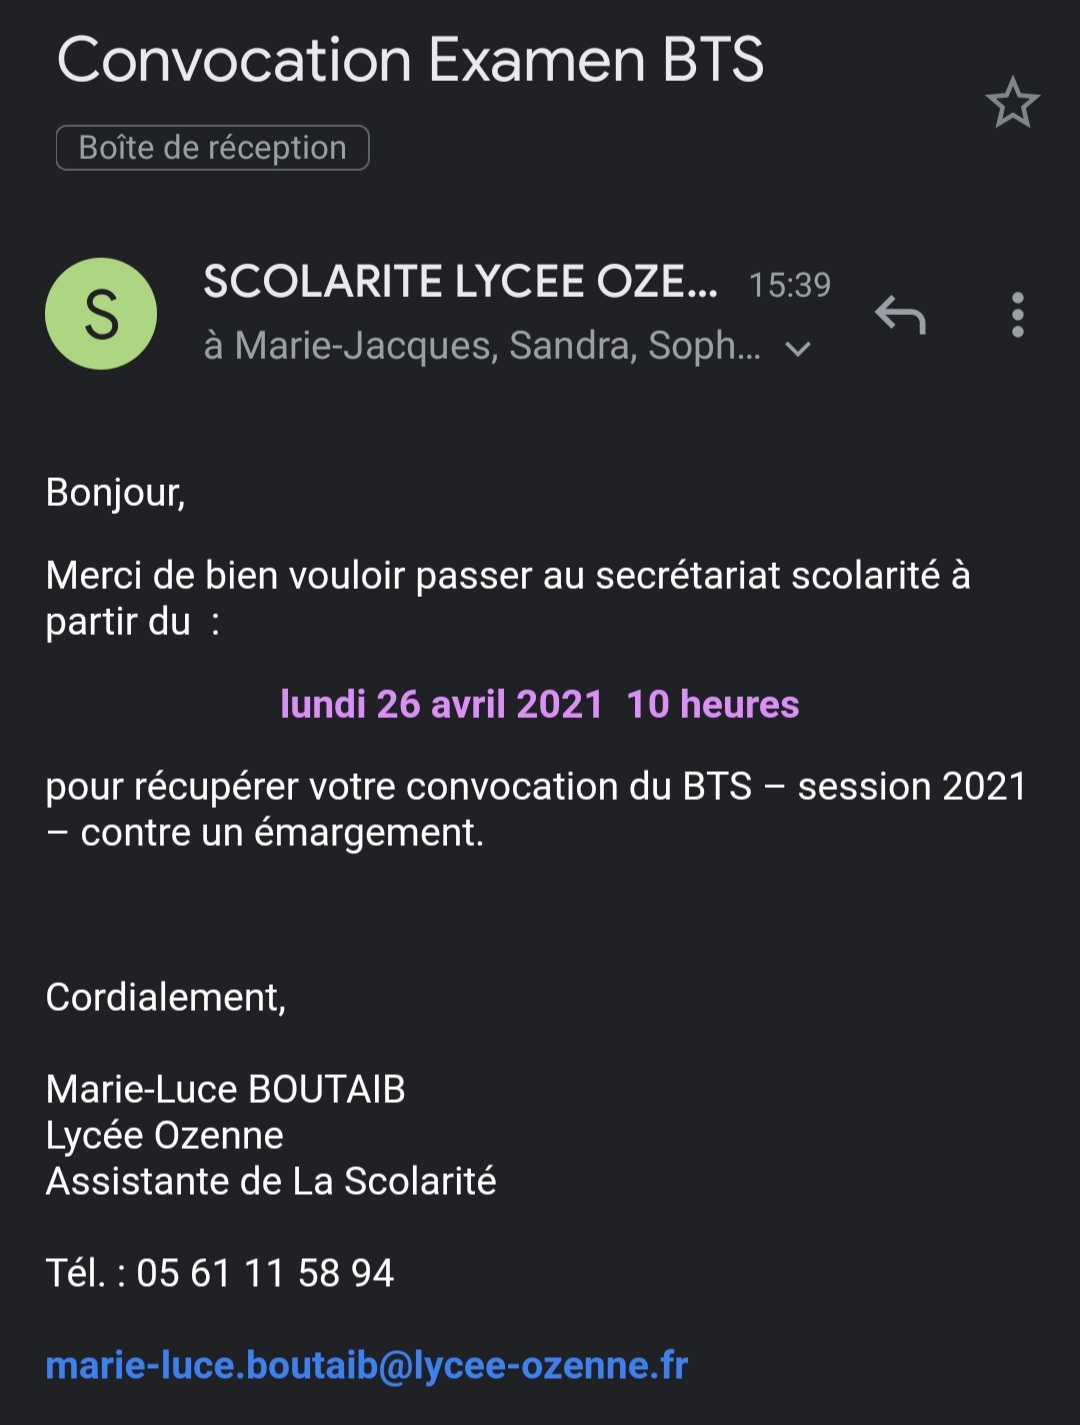 Convocation Examen BTS
Boîte de réception
S
SCOLARITE LYCEE OZE... 15:39
à Marie-Jacques, Sandra, Soph...
Bonjour,
Merci de bien vouloir passer au secrétariat scolarité à
partir du  :
lundi 26 avril 2021  10 heures
pour récupérer votre convocation du BTS – session 2021
– contre un émargement.
Cordialement,
Marie-Luce BOUTAIB
Lycée Ozenne
Assistante de La Scolarité
Tél. : 05 61 11 58 94
marie-luce.boutaib@lycee-ozenne.fr